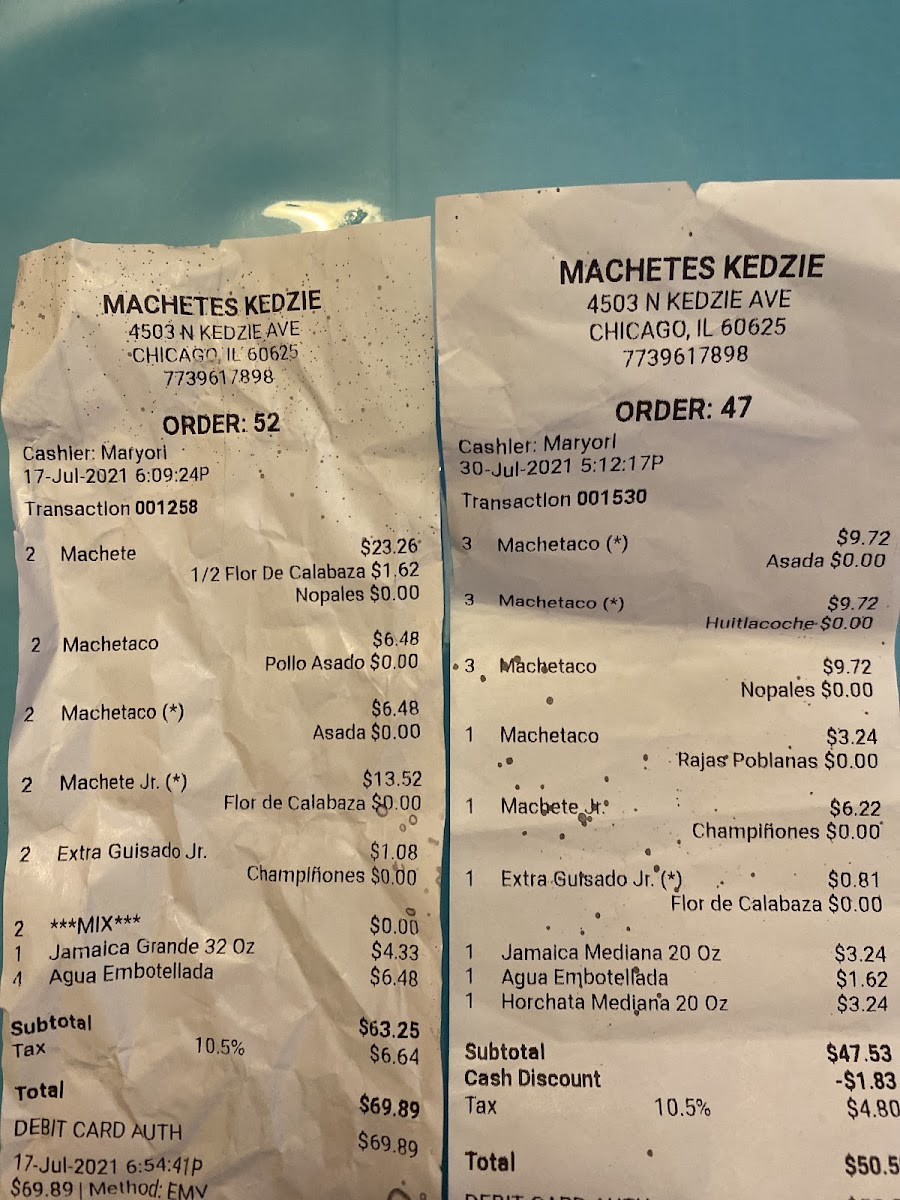 MACHETES KEDZIE
4503 N KEDZIE AVE
CHICAGO, IL 60625
7739617898
ORDER: 52
Cashier: Maryori
17-Jul-2021 6:09:24P
Transaction 001258
2 Machete $23.26
1/2 Flor De Calabaza $1.62
Nopales $0.00
2 Machetaco $6.48
Pollo Asado $0.00
2 Machetaco (*) $6.48
Asada $0.00
2 Machete Jr. (*) $13.52
Flor de Calabaza $0.00
2 Extra Guisado Jr. $1.08
Champiñones $0.00
2 ***MIX*** $0.00
1 Jamaica Grande 32 Oz $4.33
4 Agua Embotellada $6.48
Subtotal $63.25
Tax 10.5% $6.64
Total $69.89
DEBIT CARD AUTH $69.89
17-Jul-2021 6:54:41P
$69.89 | Method: EMV
MACHETES KEDZIE
4503 N KEDZIE AVE
CHICAGO, IL 60625
7739617898
ORDER: 47
Cashier: Maryori
30-Jul-2021 5:12:17P
Transaction 001530
3 Machetaco (*) $9.72
Asada $0.00
3 Machetaco (*) $9.72
Huitlacoche $0.00
3 Machetaco $9.72
Nopales $0.00
1 Machetaco $3.24
Rajas Poblanas $0.00
1 Machete Jr. $6.22
Champiñones $0.00
1 Extra Guisado Jr. (*) $0.81
Flor de Calabaza $0.00
1 Jamaica Mediana 20 Oz $3.24
1 Agua Embotellada $1.62
1 Horchata Mediana 20 Oz $3.24
Subtotal $47.53
Cash Discount -$1.83
Tax 10.5% $4.80
Total $50.5